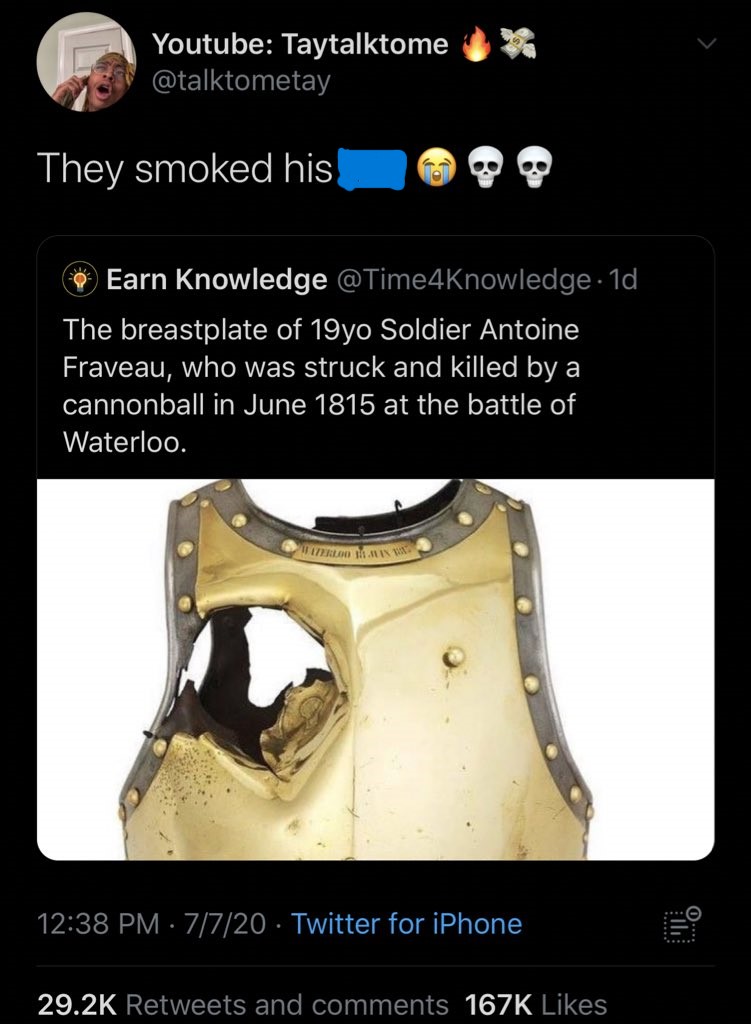 Youtube: Taytalktome 🔥💸
@talktometay
They smoked his 😭💀💀
Earn Knowledge @Time4Knowledge · 1d
The breastplate of 19yo Soldier Antoine
Fraveau, who was struck and killed by a
cannonball in June 1815 at the battle of
Waterloo.
WATERLOO 18 JUIN 1815
12:38 PM · 7/7/20 · Twitter for iPhone
29.2K Retweets and comments 167K Likes